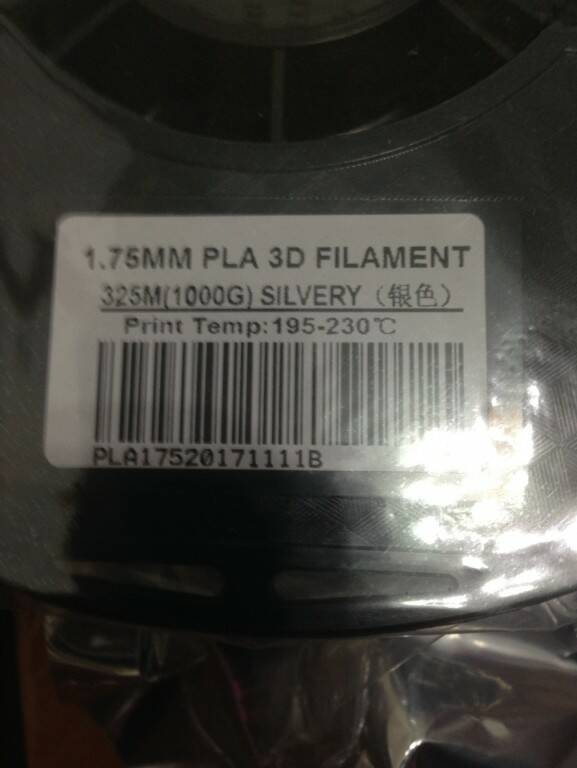 1.75MM PLA 3D FILAMENT
325M(1000G) SILVERY（银色）
Print Temp:195-230℃
PLA17520171111B